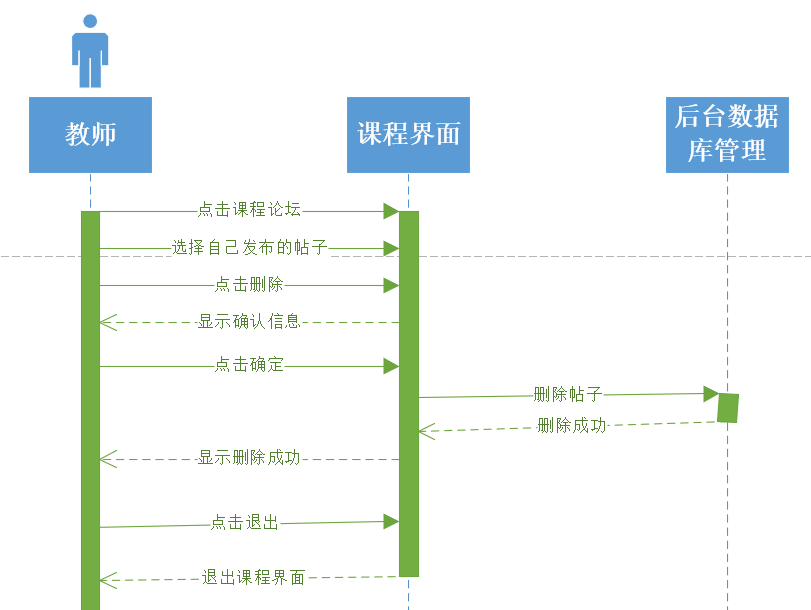 教师
课程界面
后台数据
库管理
点击课程论坛
选择自己发布的帖子
点击删除
显示确认信息
点击确定
删除帖子
删除成功
显示删除成功
点击退出
退出课程界面